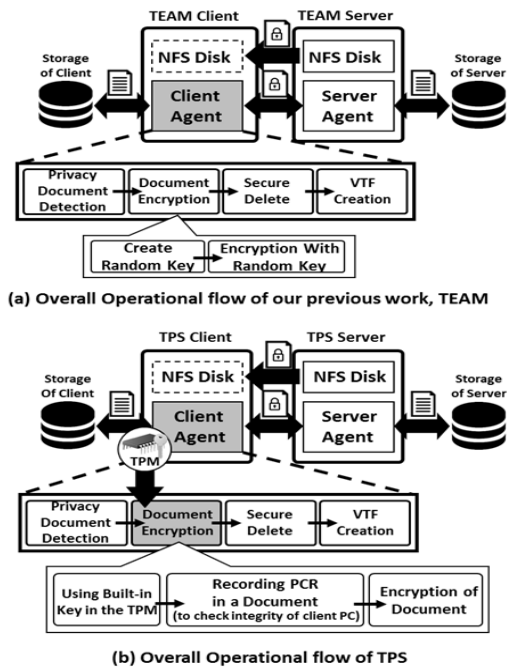 TEAM Client
TEAM Server
Storage
of Client
NFS Disk
NFS Disk
Storage
of Server
Client
Agent
Server
Agent
Privacy
Document
Detection
Document
Encryption
Secure
Delete
VTF
Creation
Create
Random Key
Encryption With
Random Key
(a) Overall Operational flow of our previous work, TEAM
TPS Client
TPS Server
Storage
Of Client
NFS Disk
NFS Disk
Storage
of Server
Client
Agent
Server
Agent
TPM
Privacy
Document
Detection
Document
Encryption
Secure
Delete
VTF
Creation
Using Built-in
Key in the TPM
Recording PCR
in a Document
(to check integrity of client PC)
Encryption of
Document
(b) Overall Operational flow of TPS